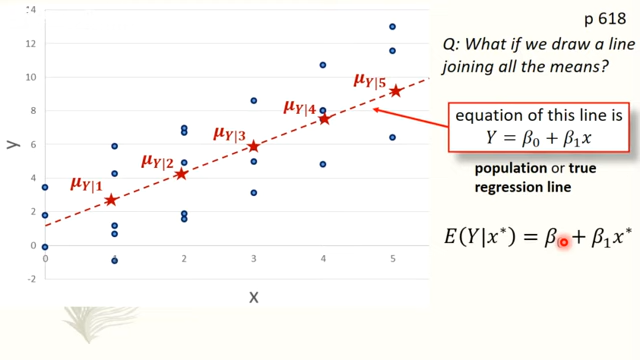 p 618
Q: What if we draw a line
joining all the means?
equation of this line is
Y = β₀ + β₁x
population or true
regression line
E(Y|x*) = β₀ + β₁x*
14
12
10
8
6
4
2
0
-2
y
μY|1
μY|2
μY|3
μY|4
μY|5
0 1 2 3 4 5
X